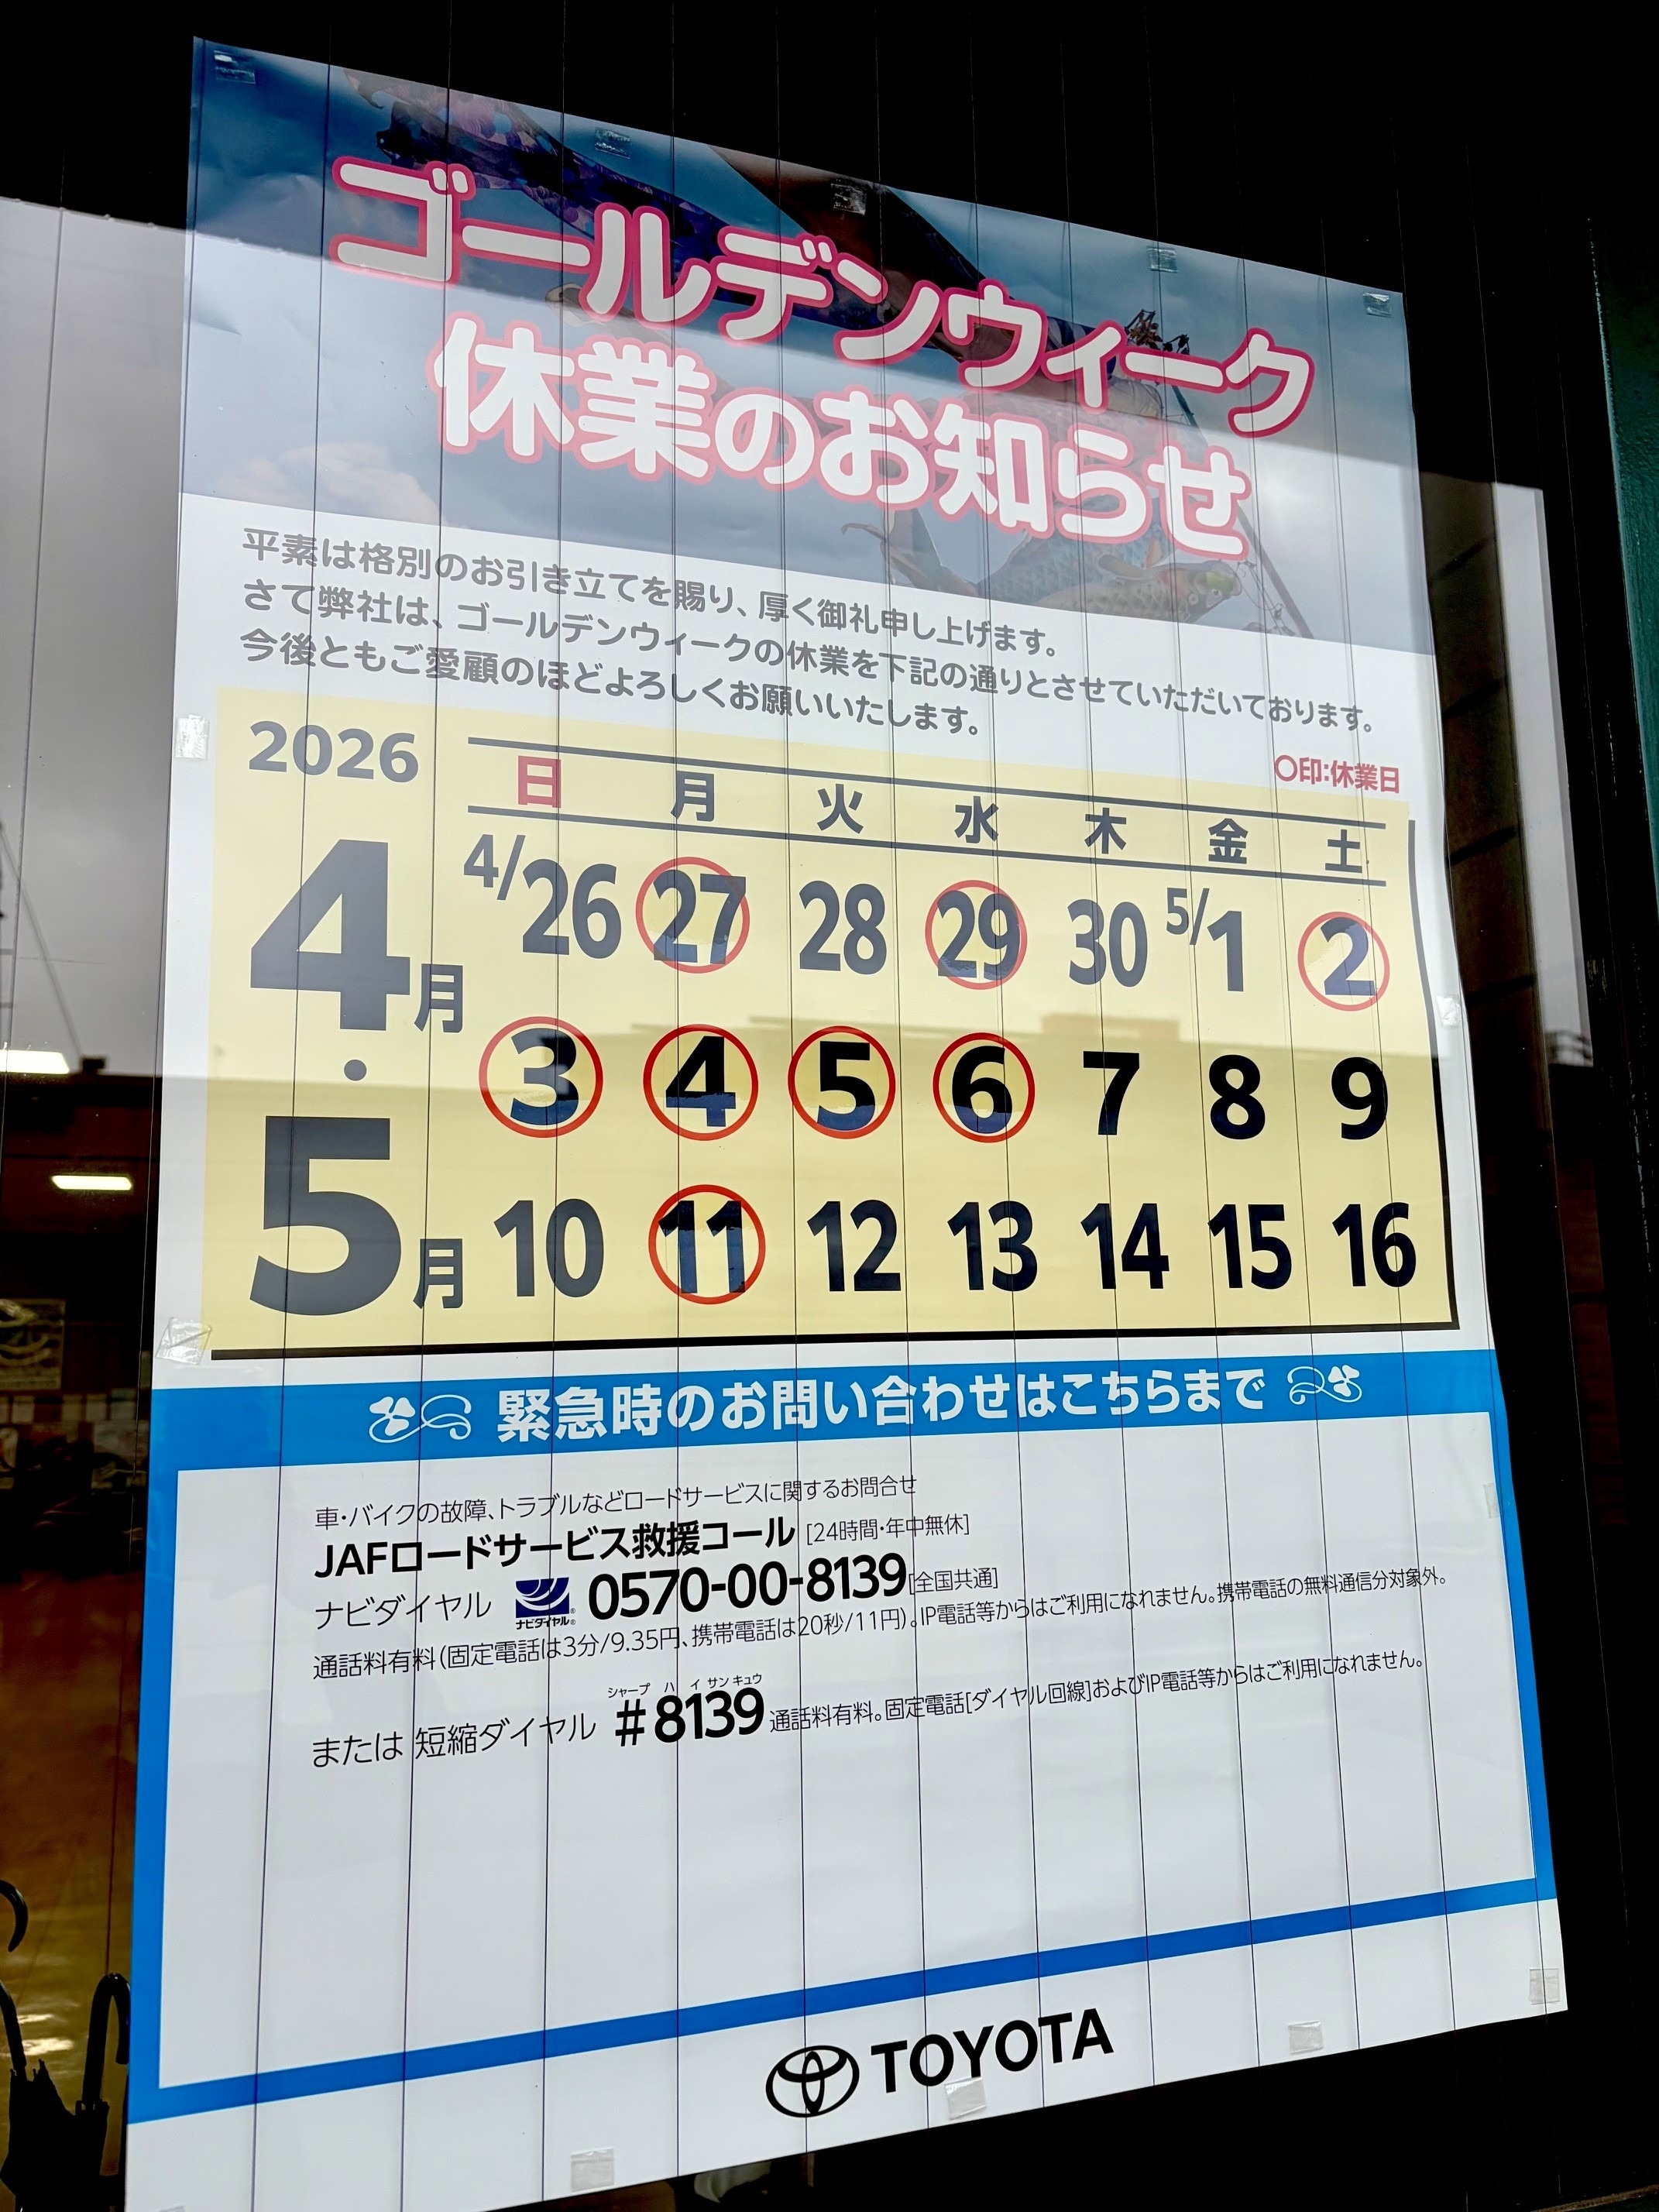 ゴールデンウィーク
休業のお知らせ
平素は格別のお引き立てを賜り、厚く御礼申し上げます。
さて弊社は、ゴールデンウィークの休業を下記の通りとさせていただいております。
今後ともご愛顧のほどよろしくお願いいたします。
〇印:休業日
2026
4月・5月
日 月 火 水 木 金 土
4/26 27 28 29 30 5/1 2
3 4 5 6 7 8 9
10 11 12 13 14 15 16
緊急時のお問い合わせはこちらまで
車・バイクの故障、トラブルなどロードサービスに関するお問合せ
JAFロードサービス救援コール [24時間・年中無休]
ナビダイヤル ナビダイヤル® 0570-00-8139[全国共通]
通話料有料(固定電話は3分/9.35円、携帯電話は20秒/11円)。IP電話等からはご利用になれません。携帯電話の無料通信分対象外。
シャープ ハイ サンキュウ
または 短縮ダイヤル #8139 通話料有料。固定電話[ダイヤル回線]およびIP電話等からはご利用になれません。
TOYOTA